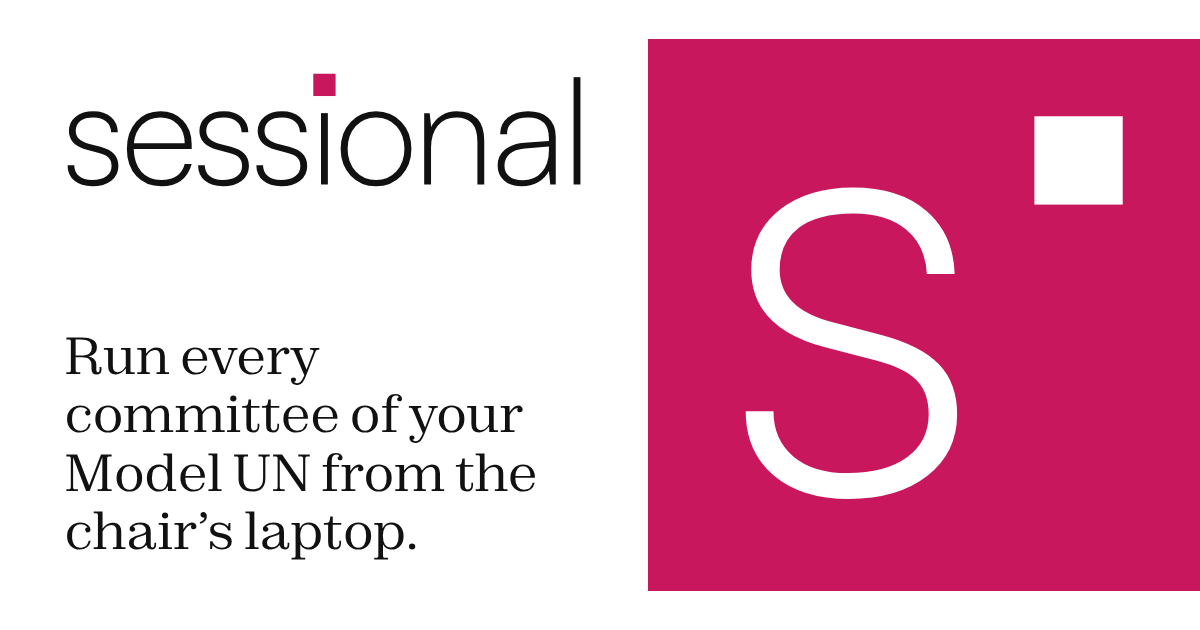 sessional
Run every
committee of your
Model UN from the
chair’s laptop.
S